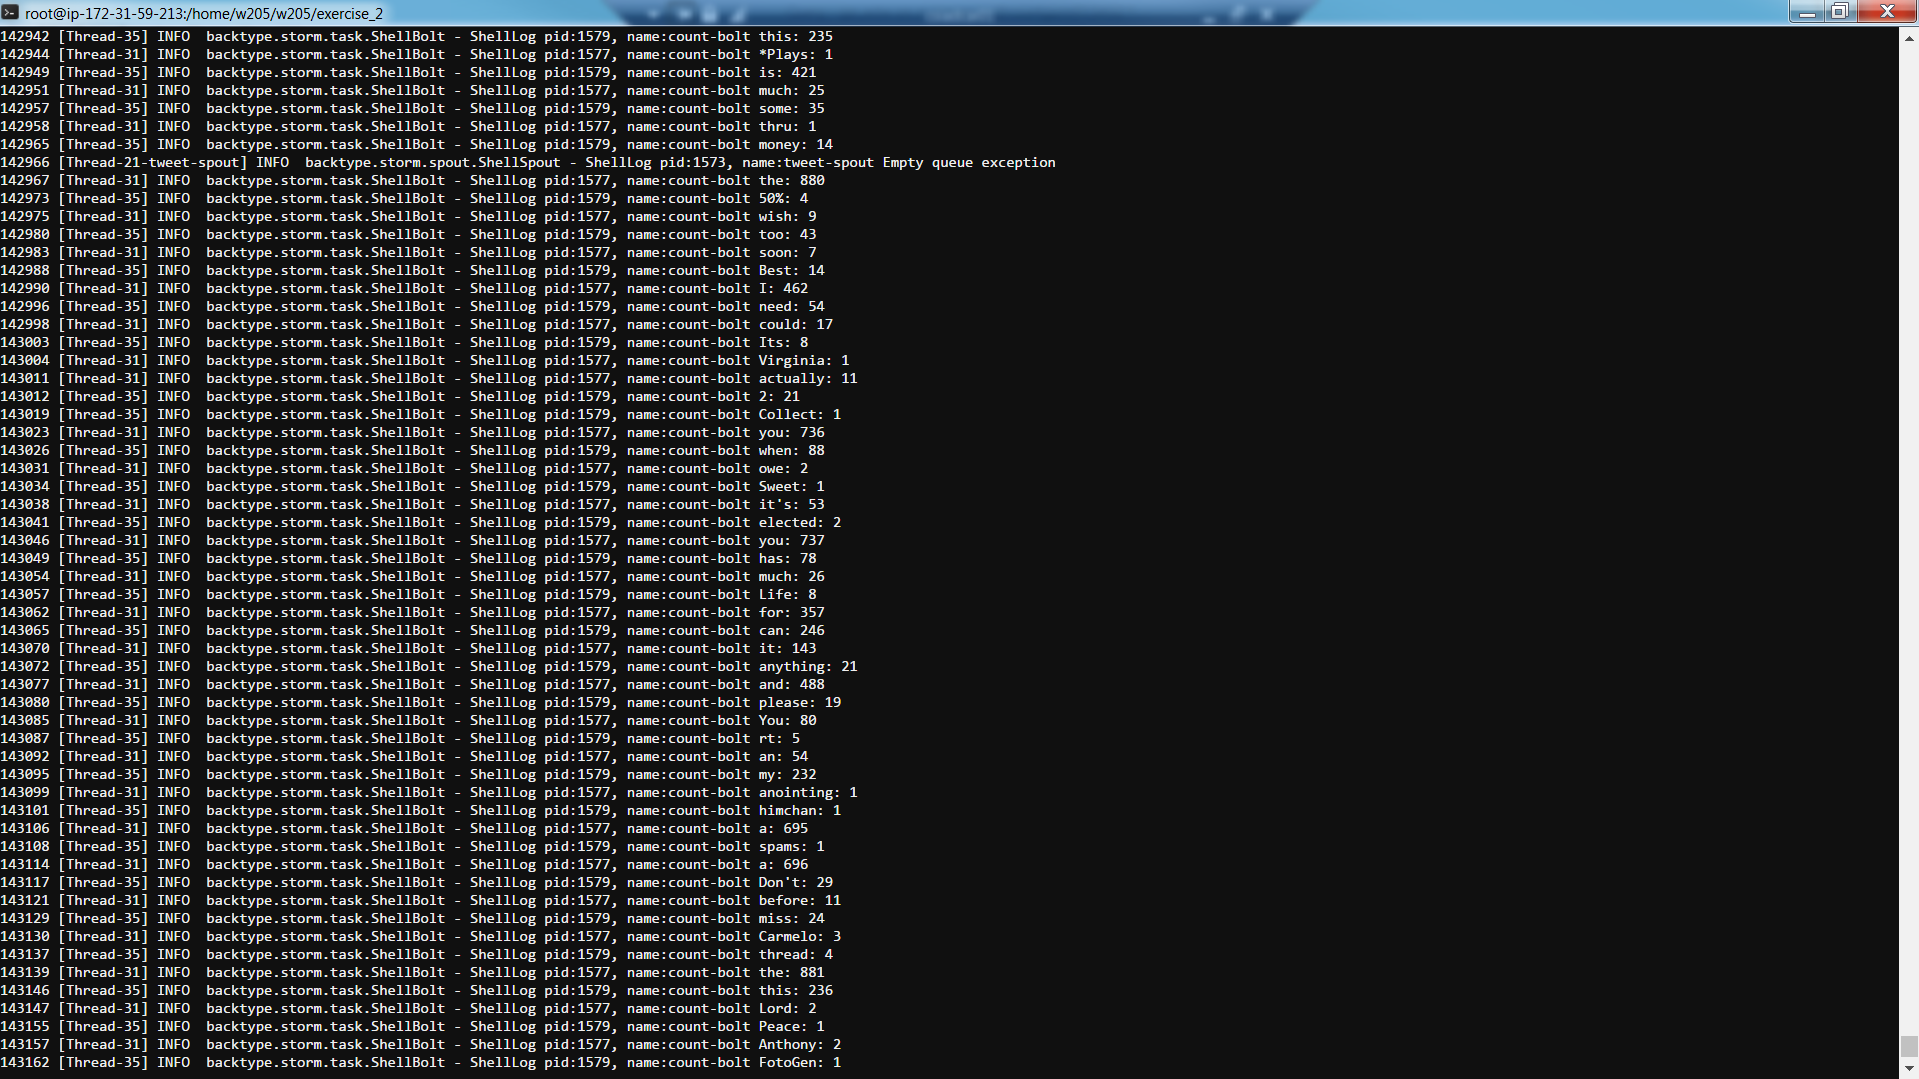 root@ip-172-31-59-213:/home/w205/w205/exercise_2
142942 [Thread-35] INFO  backtype.storm.task.ShellBolt - ShellLog pid:1579, name:count-bolt this: 235
142944 [Thread-31] INFO  backtype.storm.task.ShellBolt - ShellLog pid:1577, name:count-bolt *Plays: 1
142949 [Thread-35] INFO  backtype.storm.task.ShellBolt - ShellLog pid:1579, name:count-bolt is: 421
142951 [Thread-31] INFO  backtype.storm.task.ShellBolt - ShellLog pid:1577, name:count-bolt much: 25
142957 [Thread-35] INFO  backtype.storm.task.ShellBolt - ShellLog pid:1579, name:count-bolt some: 35
142958 [Thread-31] INFO  backtype.storm.task.ShellBolt - ShellLog pid:1577, name:count-bolt thru: 1
142965 [Thread-35] INFO  backtype.storm.task.ShellBolt - ShellLog pid:1579, name:count-bolt money: 14
142966 [Thread-21-tweet-spout] INFO  backtype.storm.spout.ShellSpout - ShellLog pid:1573, name:tweet-spout Empty queue exception
142967 [Thread-31] INFO  backtype.storm.task.ShellBolt - ShellLog pid:1577, name:count-bolt the: 880
142973 [Thread-35] INFO  backtype.storm.task.ShellBolt - ShellLog pid:1579, name:count-bolt 50%: 4
142975 [Thread-31] INFO  backtype.storm.task.ShellBolt - ShellLog pid:1577, name:count-bolt wish: 9
142980 [Thread-35] INFO  backtype.storm.task.ShellBolt - ShellLog pid:1579, name:count-bolt too: 43
142983 [Thread-31] INFO  backtype.storm.task.ShellBolt - ShellLog pid:1577, name:count-bolt soon: 7
142988 [Thread-35] INFO  backtype.storm.task.ShellBolt - ShellLog pid:1579, name:count-bolt Best: 14
142990 [Thread-31] INFO  backtype.storm.task.ShellBolt - ShellLog pid:1577, name:count-bolt I: 462
142996 [Thread-35] INFO  backtype.storm.task.ShellBolt - ShellLog pid:1579, name:count-bolt need: 54
142998 [Thread-31] INFO  backtype.storm.task.ShellBolt - ShellLog pid:1577, name:count-bolt could: 17
143003 [Thread-35] INFO  backtype.storm.task.ShellBolt - ShellLog pid:1579, name:count-bolt Its: 8
143004 [Thread-31] INFO  backtype.storm.task.ShellBolt - ShellLog pid:1577, name:count-bolt Virginia: 1
143011 [Thread-31] INFO  backtype.storm.task.ShellBolt - ShellLog pid:1577, name:count-bolt actually: 11
143012 [Thread-35] INFO  backtype.storm.task.ShellBolt - ShellLog pid:1579, name:count-bolt 2: 21
143019 [Thread-35] INFO  backtype.storm.task.ShellBolt - ShellLog pid:1579, name:count-bolt Collect: 1
143023 [Thread-31] INFO  backtype.storm.task.ShellBolt - ShellLog pid:1577, name:count-bolt you: 736
143026 [Thread-35] INFO  backtype.storm.task.ShellBolt - ShellLog pid:1579, name:count-bolt when: 88
143031 [Thread-31] INFO  backtype.storm.task.ShellBolt - ShellLog pid:1577, name:count-bolt owe: 2
143034 [Thread-35] INFO  backtype.storm.task.ShellBolt - ShellLog pid:1579, name:count-bolt Sweet: 1
143038 [Thread-31] INFO  backtype.storm.task.ShellBolt - ShellLog pid:1577, name:count-bolt it's: 53
143041 [Thread-35] INFO  backtype.storm.task.ShellBolt - ShellLog pid:1579, name:count-bolt elected: 2
143046 [Thread-31] INFO  backtype.storm.task.ShellBolt - ShellLog pid:1577, name:count-bolt you: 737
143049 [Thread-35] INFO  backtype.storm.task.ShellBolt - ShellLog pid:1579, name:count-bolt has: 78
143054 [Thread-31] INFO  backtype.storm.task.ShellBolt - ShellLog pid:1577, name:count-bolt much: 26
143057 [Thread-35] INFO  backtype.storm.task.ShellBolt - ShellLog pid:1579, name:count-bolt Life: 8
143062 [Thread-31] INFO  backtype.storm.task.ShellBolt - ShellLog pid:1577, name:count-bolt for: 357
143065 [Thread-35] INFO  backtype.storm.task.ShellBolt - ShellLog pid:1579, name:count-bolt can: 246
143070 [Thread-31] INFO  backtype.storm.task.ShellBolt - ShellLog pid:1577, name:count-bolt it: 143
143072 [Thread-35] INFO  backtype.storm.task.ShellBolt - ShellLog pid:1579, name:count-bolt anything: 21
143077 [Thread-31] INFO  backtype.storm.task.ShellBolt - ShellLog pid:1577, name:count-bolt and: 488
143080 [Thread-35] INFO  backtype.storm.task.ShellBolt - ShellLog pid:1579, name:count-bolt please: 19
143085 [Thread-31] INFO  backtype.storm.task.ShellBolt - ShellLog pid:1577, name:count-bolt You: 80
143087 [Thread-35] INFO  backtype.storm.task.ShellBolt - ShellLog pid:1579, name:count-bolt rt: 5
143092 [Thread-31] INFO  backtype.storm.task.ShellBolt - ShellLog pid:1577, name:count-bolt an: 54
143095 [Thread-35] INFO  backtype.storm.task.ShellBolt - ShellLog pid:1579, name:count-bolt my: 232
143099 [Thread-31] INFO  backtype.storm.task.ShellBolt - ShellLog pid:1577, name:count-bolt anointing: 1
143101 [Thread-35] INFO  backtype.storm.task.ShellBolt - ShellLog pid:1579, name:count-bolt himchan: 1
143106 [Thread-31] INFO  backtype.storm.task.ShellBolt - ShellLog pid:1577, name:count-bolt a: 695
143108 [Thread-35] INFO  backtype.storm.task.ShellBolt - ShellLog pid:1579, name:count-bolt spams: 1
143114 [Thread-31] INFO  backtype.storm.task.ShellBolt - ShellLog pid:1577, name:count-bolt a: 696
143117 [Thread-35] INFO  backtype.storm.task.ShellBolt - ShellLog pid:1579, name:count-bolt Don't: 29
143121 [Thread-31] INFO  backtype.storm.task.ShellBolt - ShellLog pid:1577, name:count-bolt before: 11
143129 [Thread-35] INFO  backtype.storm.task.ShellBolt - ShellLog pid:1579, name:count-bolt miss: 24
143130 [Thread-31] INFO  backtype.storm.task.ShellBolt - ShellLog pid:1577, name:count-bolt Carmelo: 3
143137 [Thread-35] INFO  backtype.storm.task.ShellBolt - ShellLog pid:1579, name:count-bolt thread: 4
143139 [Thread-31] INFO  backtype.storm.task.ShellBolt - ShellLog pid:1577, name:count-bolt the: 881
143146 [Thread-35] INFO  backtype.storm.task.ShellBolt - ShellLog pid:1579, name:count-bolt this: 236
143147 [Thread-31] INFO  backtype.storm.task.ShellBolt - ShellLog pid:1577, name:count-bolt Lord: 2
143155 [Thread-35] INFO  backtype.storm.task.ShellBolt - ShellLog pid:1579, name:count-bolt Peace: 1
143157 [Thread-31] INFO  backtype.storm.task.ShellBolt - ShellLog pid:1577, name:count-bolt Anthony: 2
143162 [Thread-35] INFO  backtype.storm.task.ShellBolt - ShellLog pid:1579, name:count-bolt FotoGen: 1